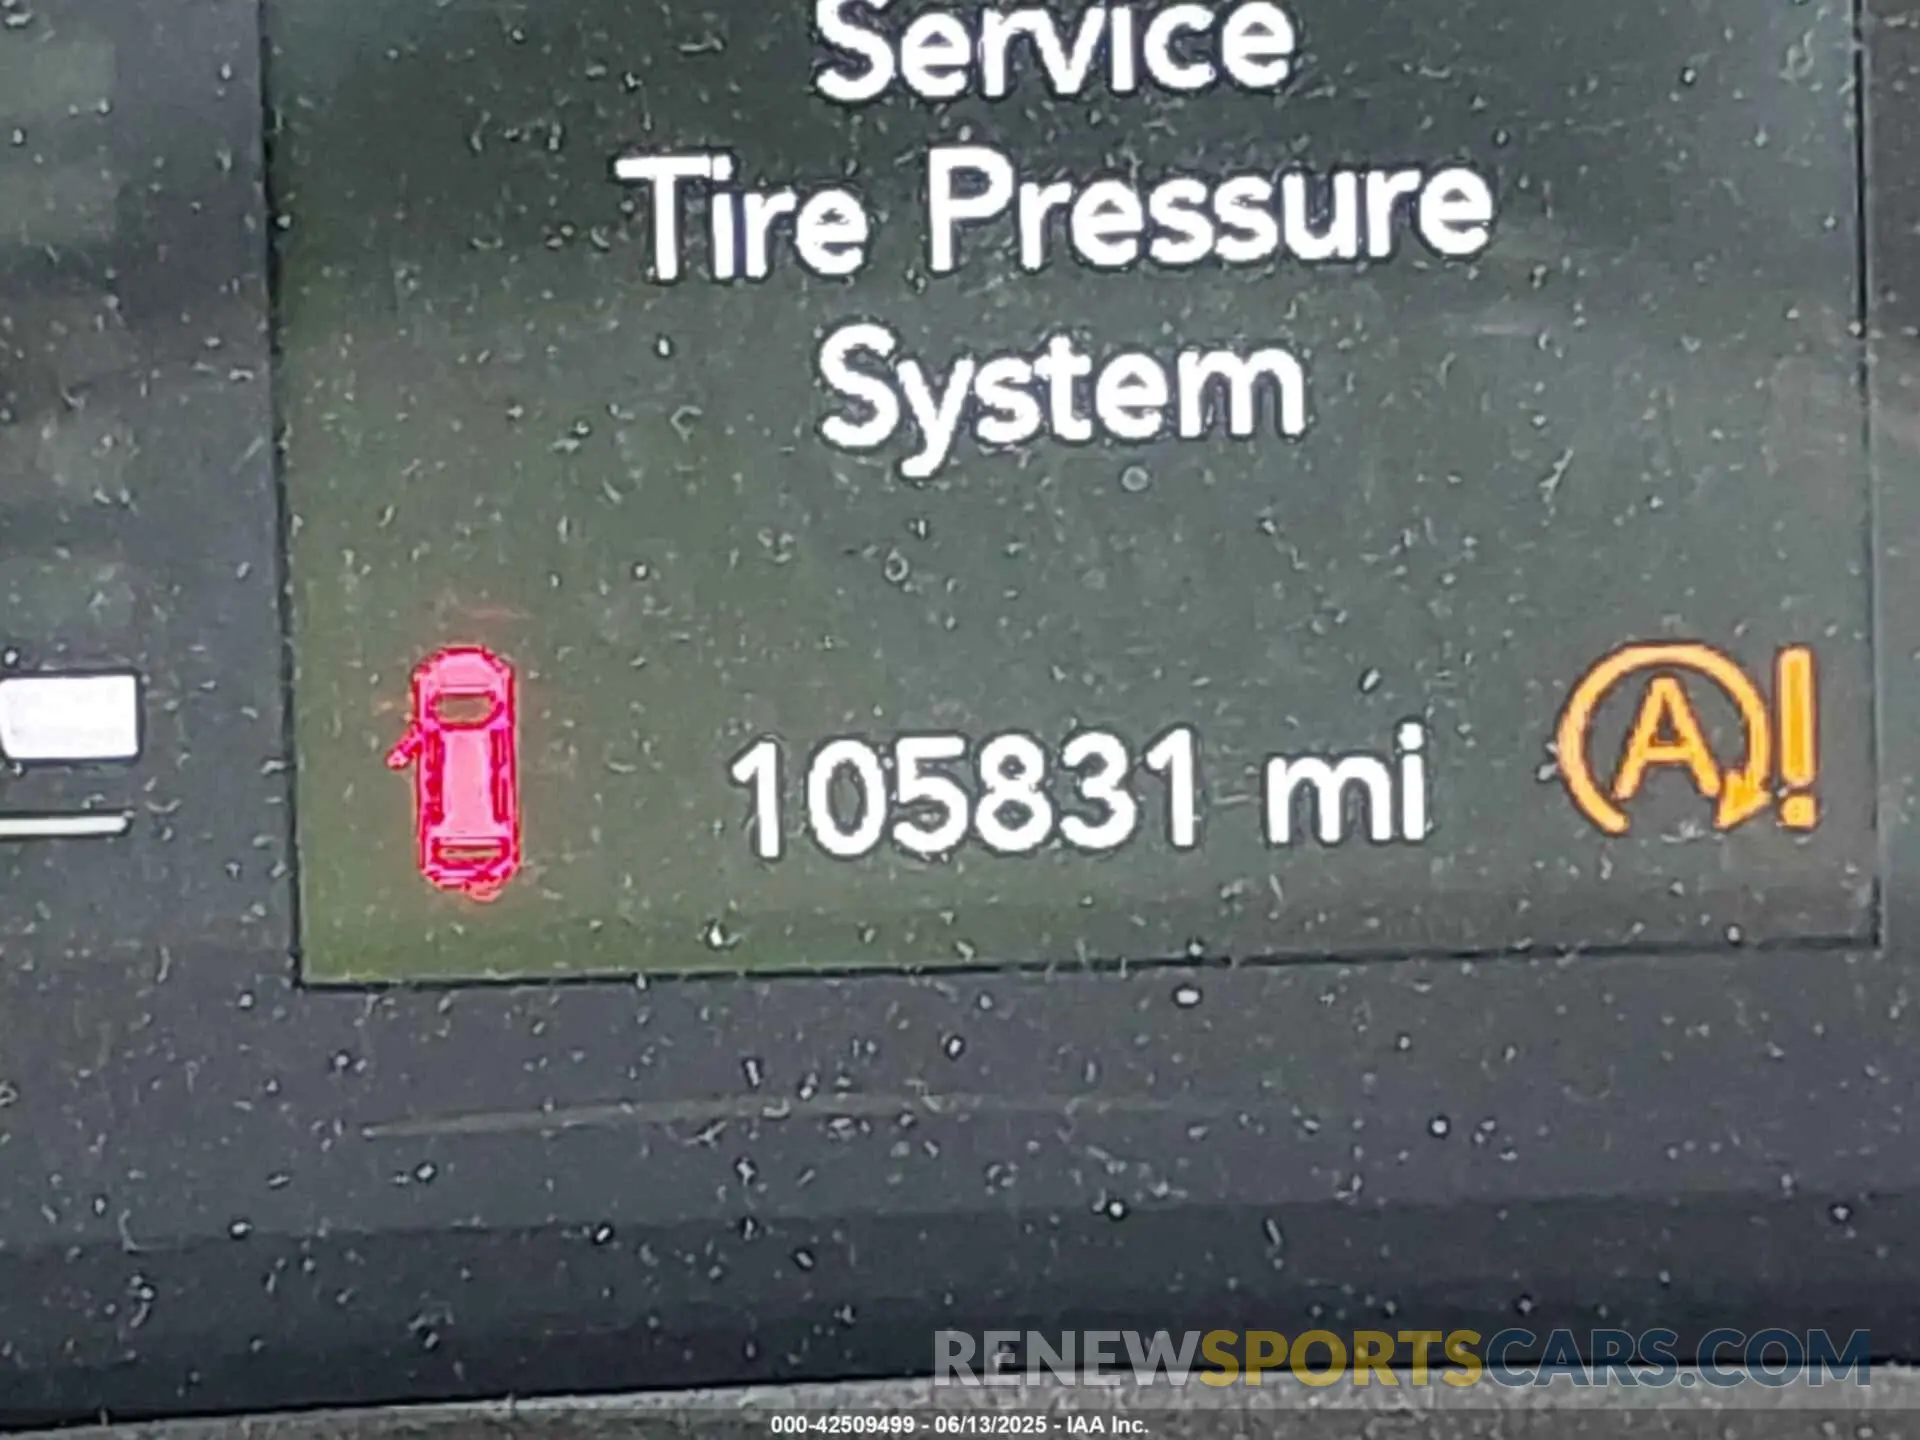 Service
Tire Pressure
System
105831 mi
A!
RENEWSPORTSCARS.COM
000-42509499 - 06/13/2025 - IAA Inc.